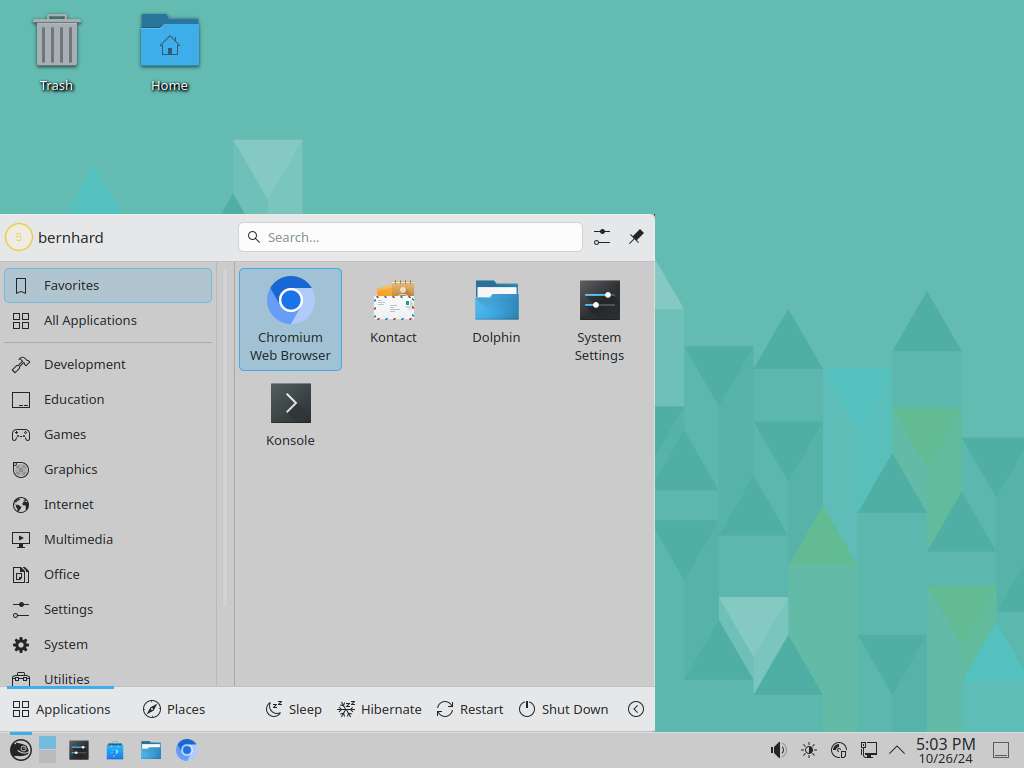 Trash
Home
B
bernhard
Search...
Favorites
All Applications
Development
Education
Games
Graphics
Internet
Multimedia
Office
Settings
System
Utilities
Chromium
Web Browser
Kontact
Dolphin
System
Settings
Konsole
Applications
Places
Sleep
Hibernate
Restart
Shut Down
5:03 PM
10/26/24